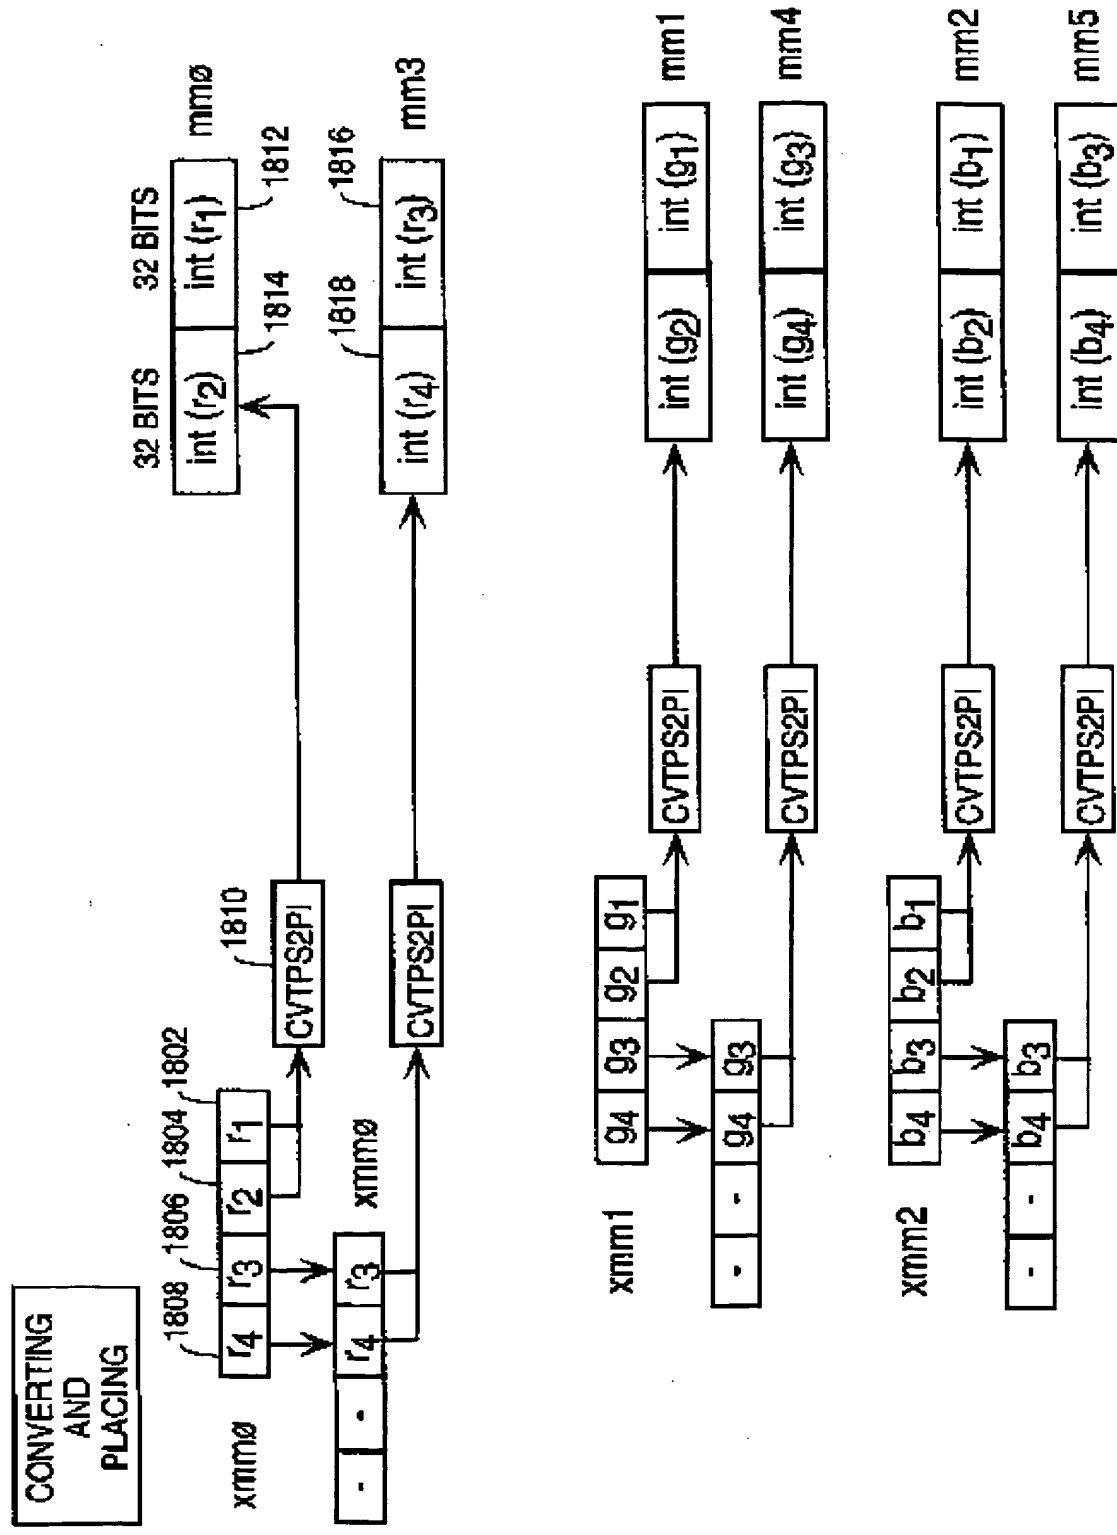 CONVERTING
AND
PLACING
xmmø
1808 1806 1804 1802
r4 r3 r2 r1
1810
CVTPS2PI
32 BITS 32 BITS
int (r2) int (r1) mmø
1814 1812
- - r4 r3
xmmø
CVTPS2PI
1818 1816
int (r4) int (r3) mm3
xmm1
g4 g3 g2 g1
CVTPS2PI
int (g2) int (g1) mm1
- - g4 g3
CVTPS2PI
int (g4) int (g3) mm4
xmm2
b4 b3 b2 b1
CVTPS2PI
int (b2) int (b1) mm2
- - b4 b3
CVTPS2PI
int (b4) int (b3) mm5